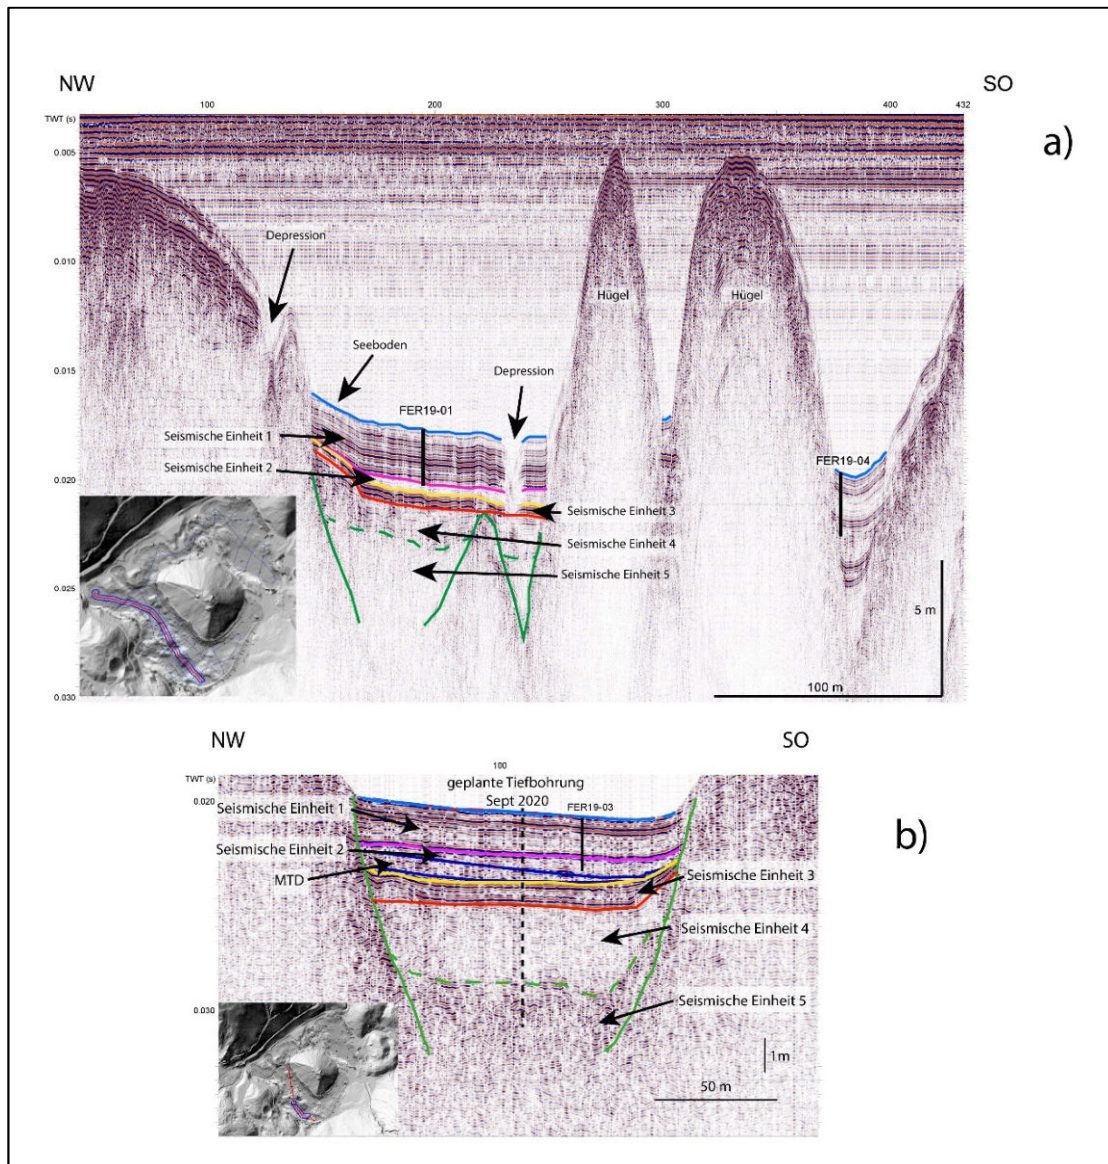 NW
SO
100
200
300
400
432
TWT (s)
a)
0.005
Depression
0.010
Hügel
Hügel
Seeboden
Depression
0.015
FER19-01
Seismische Einheit 1
FER19-04
Seismische Einheit 2
0.020
Seismische Einheit 3
Seismische Einheit 4
Seismische Einheit 5
0.025
5 m
100 m
0.030
NW
SO
100
TWT (s)
geplante Tiefbohrung
Sept 2020
0.020
Seismische Einheit 1
FER19-03
b)
Seismische Einheit 2
MTD
Seismische Einheit 3
Seismische Einheit 4
Seismische Einheit 5
0.030
1m
50 m